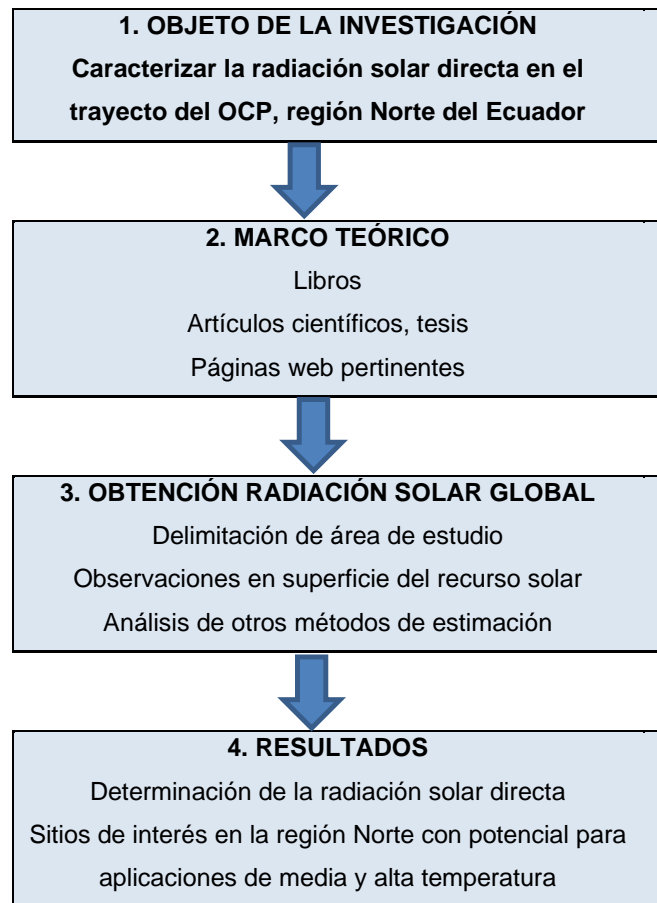 1. OBJETO DE LA INVESTIGACIÓN
Caracterizar la radiación solar directa en el
trayecto del OCP, región Norte del Ecuador
2. MARCO TEÓRICO
Libros
Artículos científicos, tesis
Páginas web pertinentes
3. OBTENCIÓN RADIACIÓN SOLAR GLOBAL
Delimitación de área de estudio
Observaciones en superficie del recurso solar
Análisis de otros métodos de estimación
4. RESULTADOS
Determinación de la radiación solar directa
Sitios de interés en la región Norte con potencial para
aplicaciones de media y alta temperatura